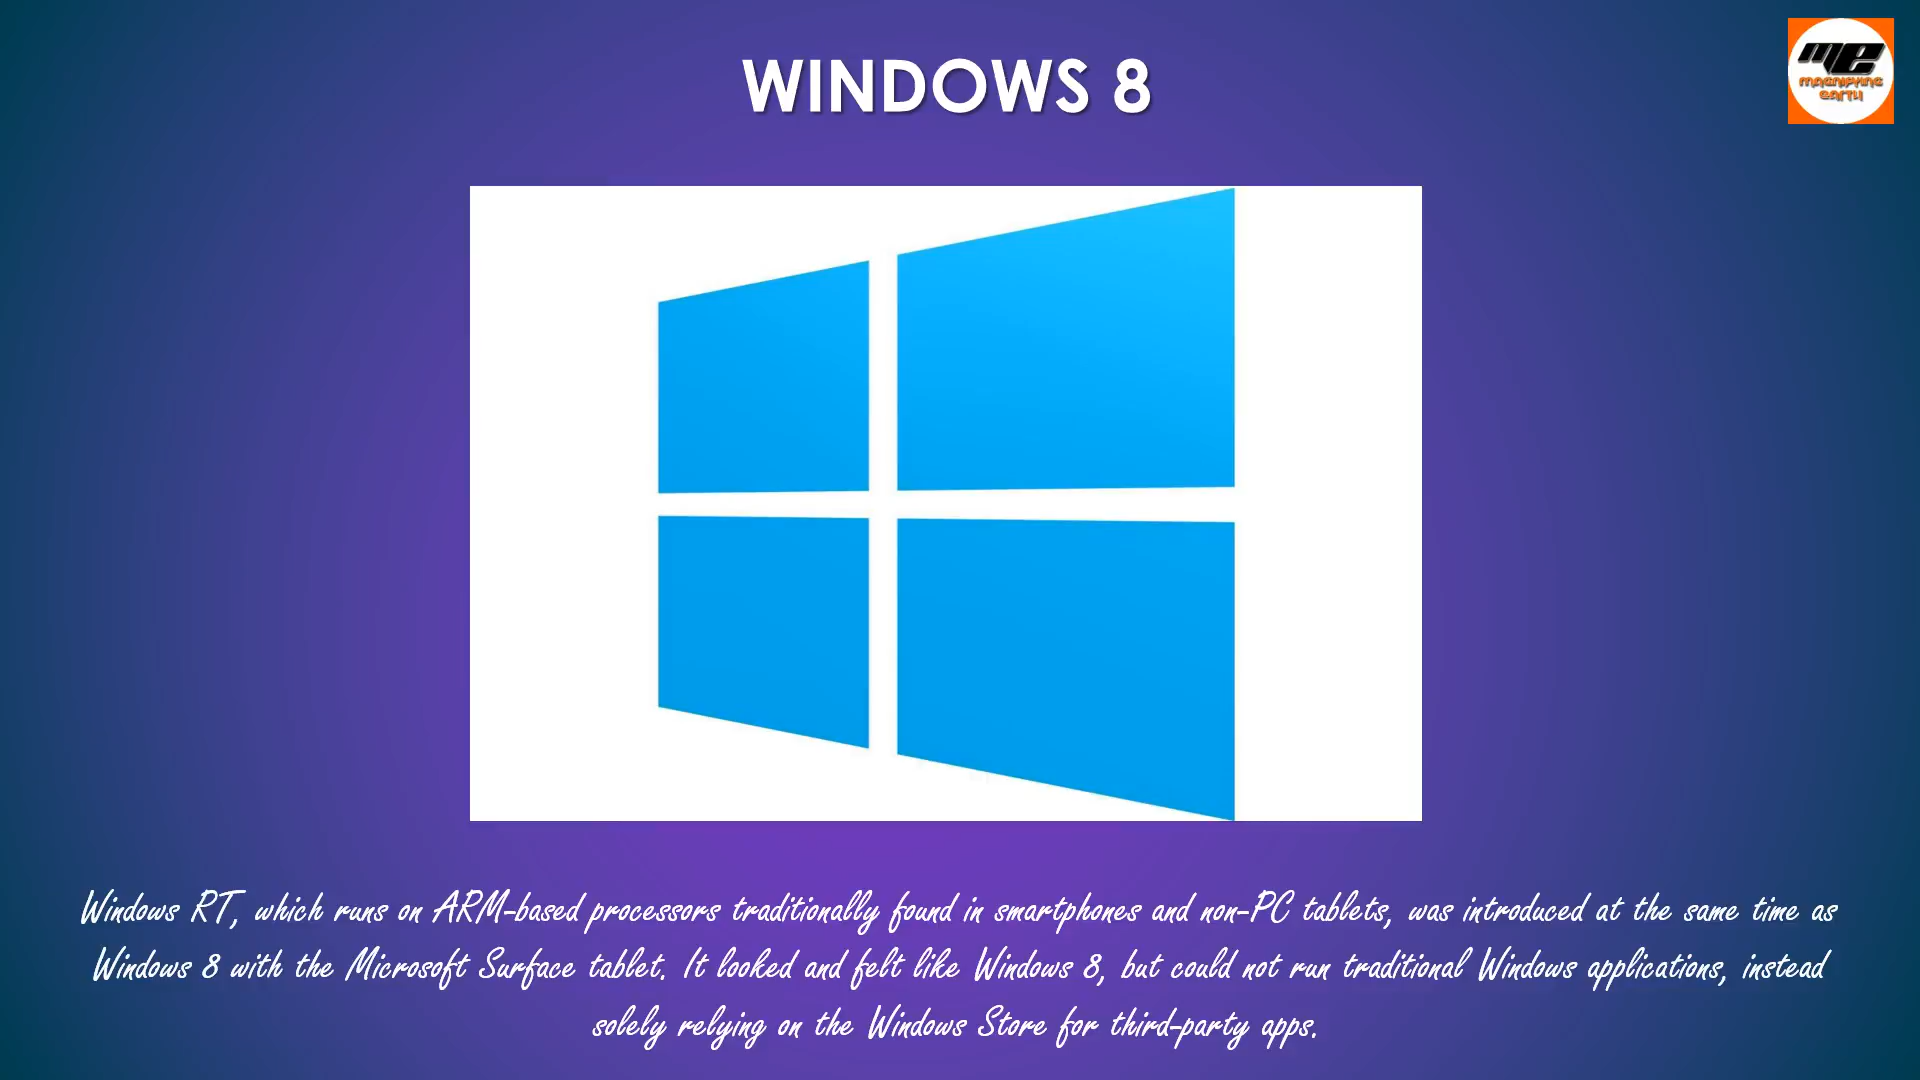 WINDOWS 8
me
MAGNIFYING
EARTH
Windows RT, which runs on ARM-based processors traditionally found in smartphones and non-PC tablets, was introduced at the same time as
Windows 8 with the Microsoft Surface tablet. It looked and felt like Windows 8, but could not run traditional Windows applications, instead
solely relying on the Windows Store for third-party apps.